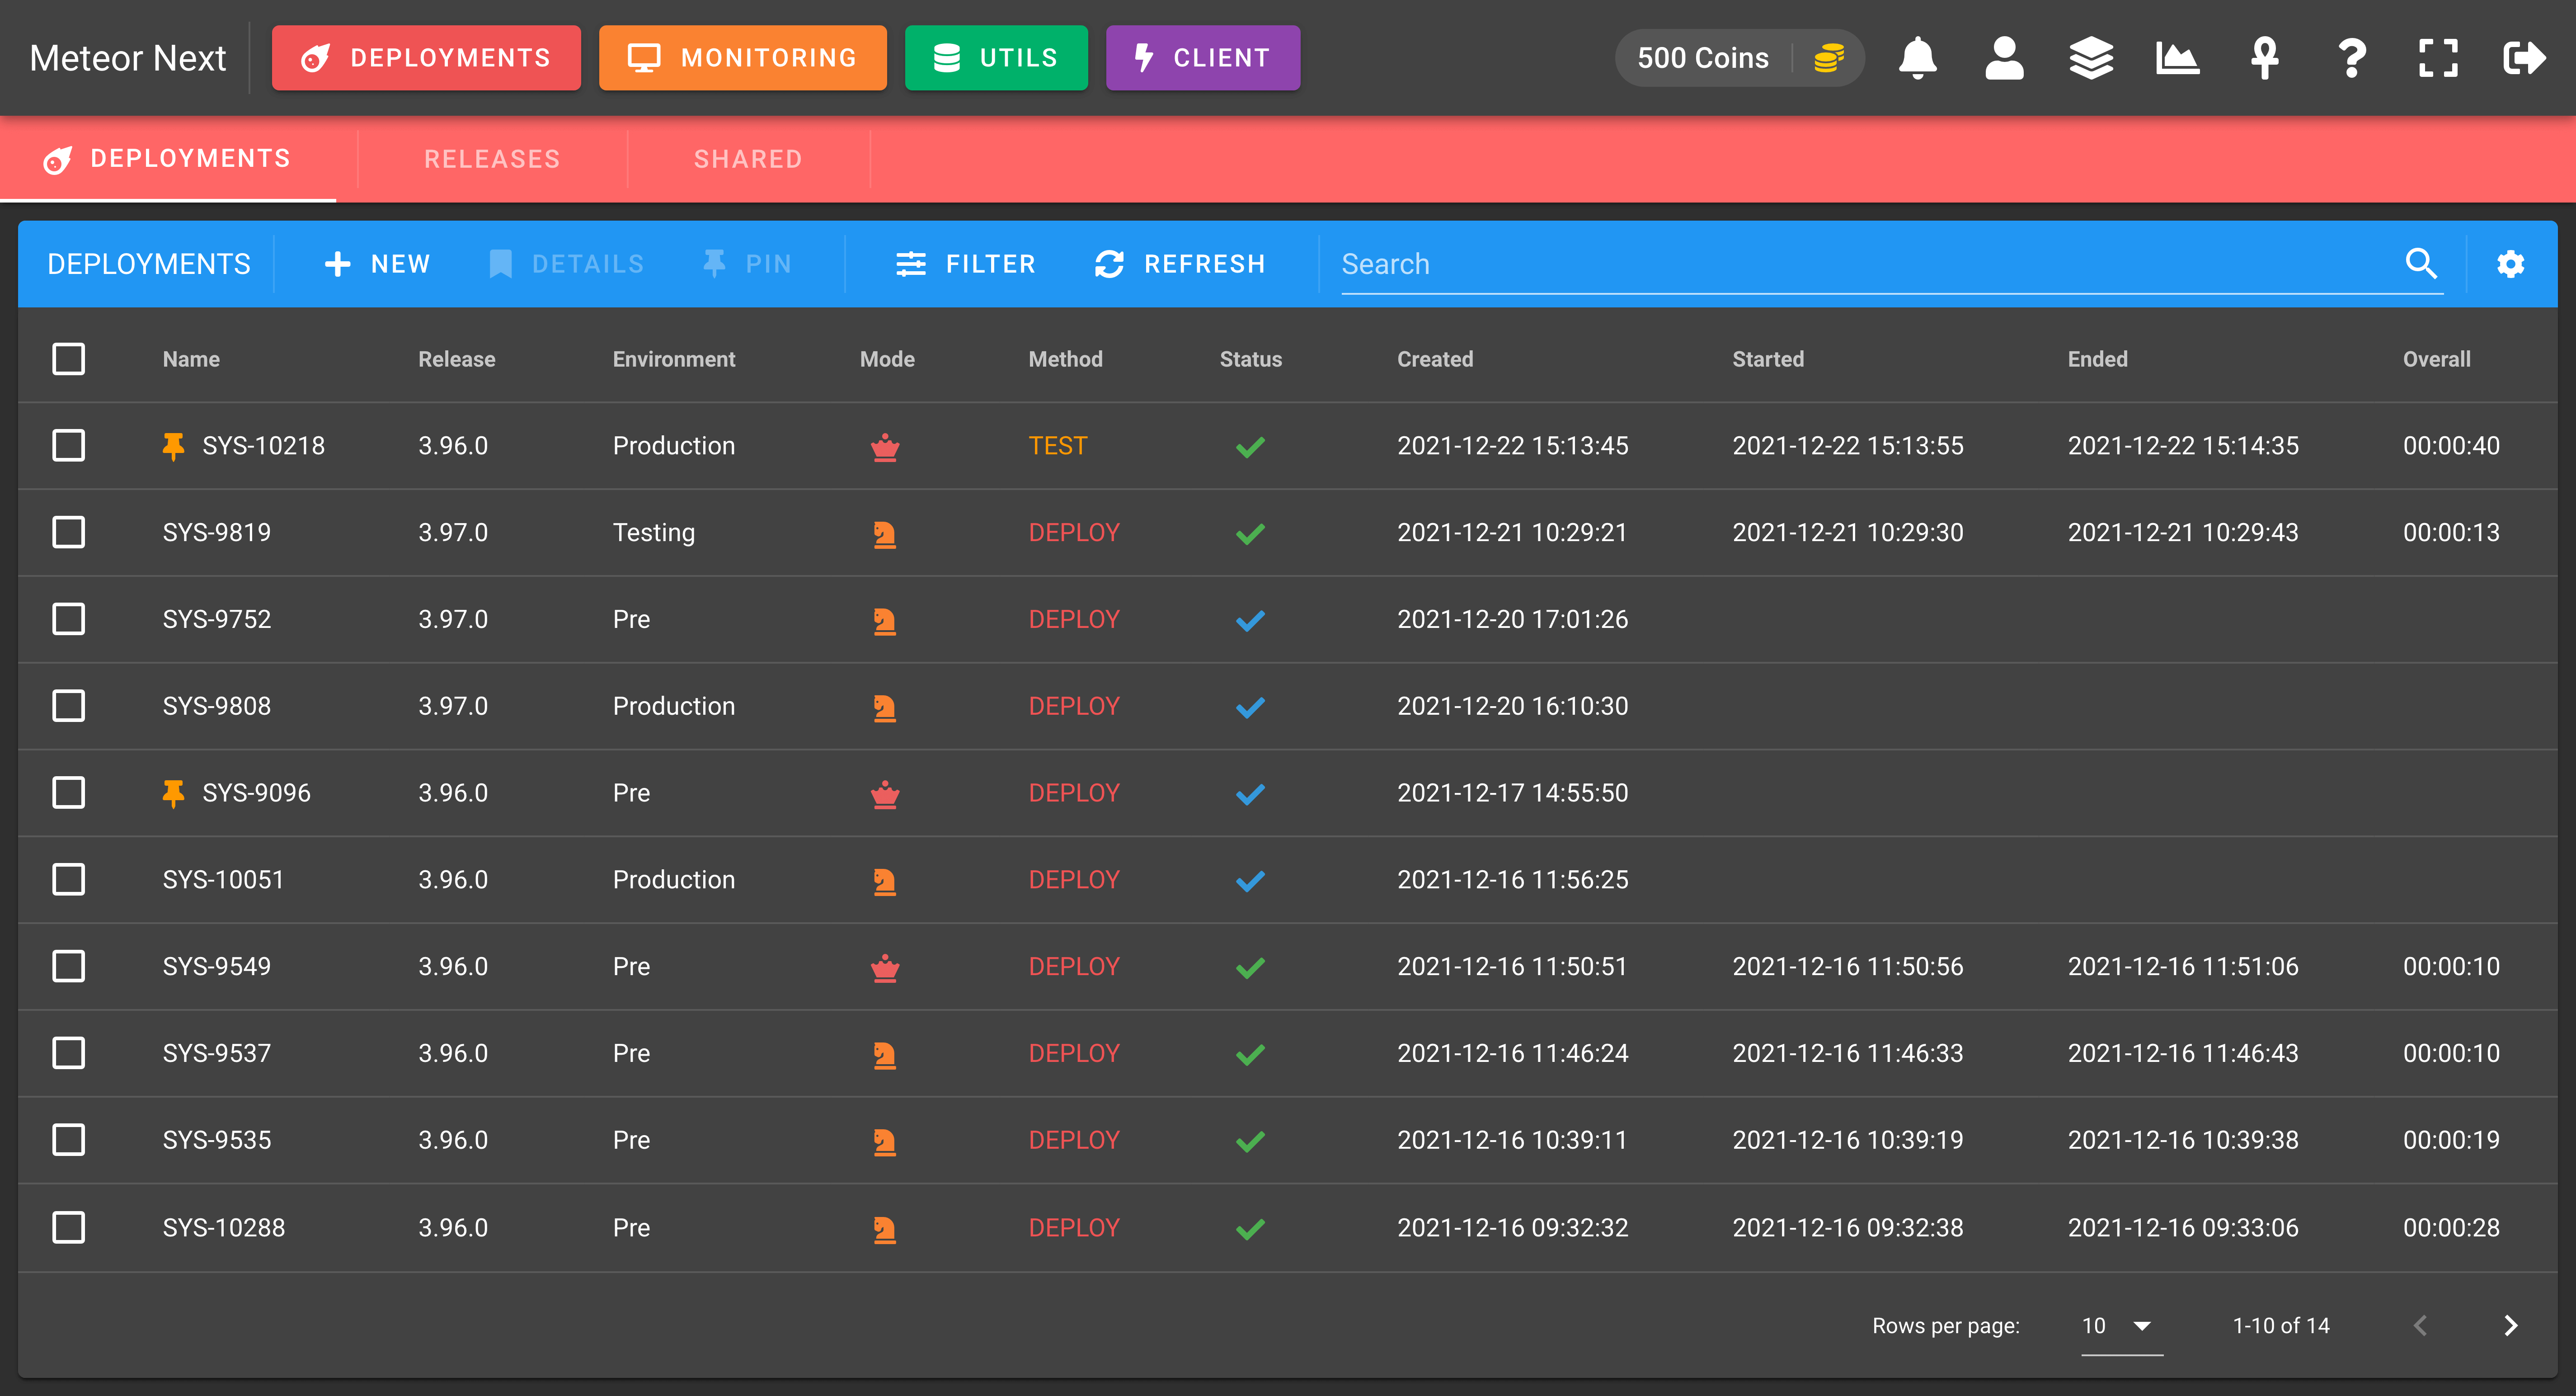 Meteor Next DEPLOYMENTS MONITORING UTILS CLIENT 500 Coins
DEPLOYMENTS RELEASES SHARED
DEPLOYMENTS NEW DETAILS PIN FILTER REFRESH Search
Name Release Environment Mode Method Status Created Started Ended Overall
SYS-10218 3.96.0 Production TEST 2021-12-22 15:13:45 2021-12-22 15:13:55 2021-12-22 15:14:35 00:00:40
SYS-9819 3.97.0 Testing DEPLOY 2021-12-21 10:29:21 2021-12-21 10:29:30 2021-12-21 10:29:43 00:00:13
SYS-9752 3.97.0 Pre DEPLOY 2021-12-20 17:01:26
SYS-9808 3.97.0 Production DEPLOY 2021-12-20 16:10:30
SYS-9096 3.96.0 Pre DEPLOY 2021-12-17 14:55:50
SYS-10051 3.96.0 Production DEPLOY 2021-12-16 11:56:25
SYS-9549 3.96.0 Pre DEPLOY 2021-12-16 11:50:51 2021-12-16 11:50:56 2021-12-16 11:51:06 00:00:10
SYS-9537 3.96.0 Pre DEPLOY 2021-12-16 11:46:24 2021-12-16 11:46:33 2021-12-16 11:46:43 00:00:10
SYS-9535 3.96.0 Pre DEPLOY 2021-12-16 10:39:11 2021-12-16 10:39:19 2021-12-16 10:39:38 00:00:19
SYS-10288 3.96.0 Pre DEPLOY 2021-12-16 09:32:32 2021-12-16 09:32:38 2021-12-16 09:33:06 00:00:28
Rows per page: 10 1-10 of 14